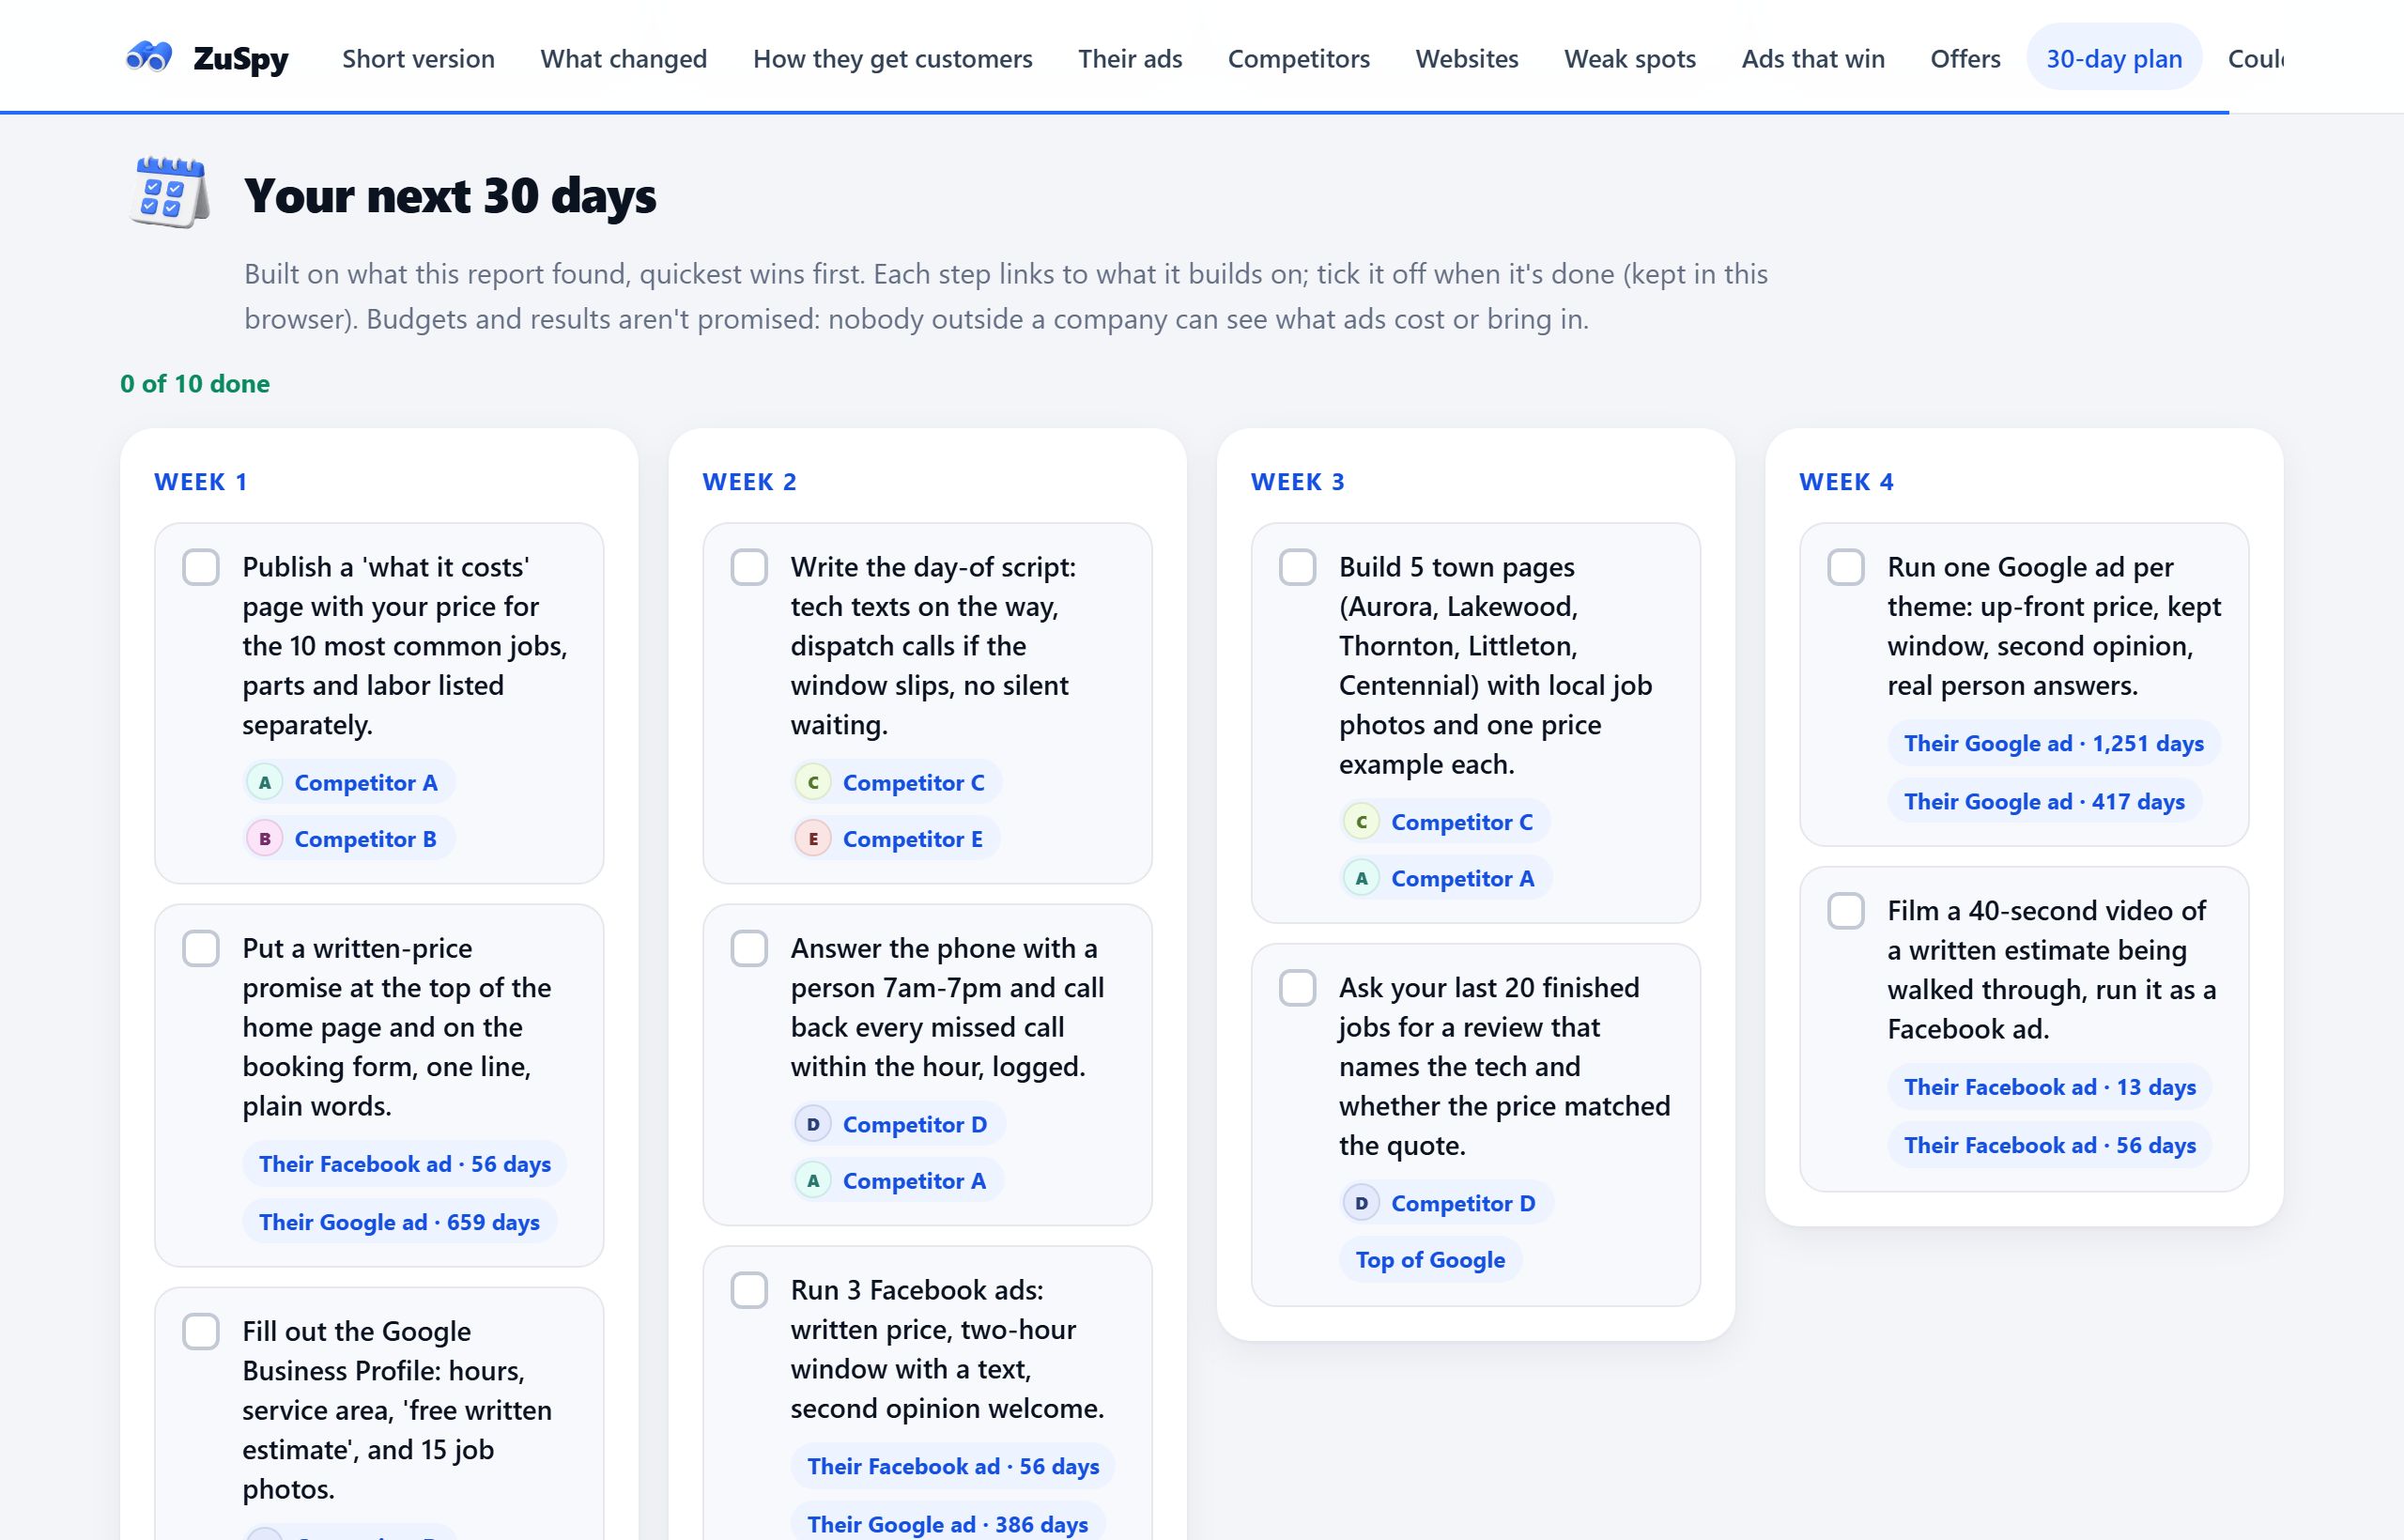 ZuSpy
Short version
What changed
How they get customers
Their ads
Competitors
Websites
Weak spots
Ads that win
Offers
30-day plan
Your next 30 days
Built on what this report found, quickest wins first. Each step links to what it builds on; tick it off when it's done (kept in this
browser). Budgets and results aren't promised: nobody outside a company can see what ads cost or bring in.
0 of 10 done
WEEK 1
Publish a 'what it costs'
page with your price for
the 10 most common jobs,
parts and labor listed
separately.
A Competitor A
B Competitor B
Put a written-price
promise at the top of the
home page and on the
booking form, one line,
plain words.
Their Facebook ad · 56 days
Their Google ad · 659 days
Fill out the Google
Business Profile: hours,
service area, 'free written
estimate', and 15 job
photos.
WEEK 2
Write the day-of script:
tech texts on the way,
dispatch calls if the
window slips, no silent
waiting.
C Competitor C
E Competitor E
Answer the phone with a
person 7am-7pm and call
back every missed call
within the hour, logged.
D Competitor D
A Competitor A
Run 3 Facebook ads:
written price, two-hour
window with a text,
second opinion welcome.
Their Facebook ad · 56 days
Their Google ad · 386 days
WEEK 3
Build 5 town pages
(Aurora, Lakewood,
Thornton, Littleton,
Centennial) with local job
photos and one price
example each.
C Competitor C
A Competitor A
Ask your last 20 finished
jobs for a review that
names the tech and
whether the price matched
the quote.
D Competitor D
Top of Google
WEEK 4
Run one Google ad per
theme: up-front price, kept
window, second opinion,
real person answers.
Their Google ad · 1,251 days
Their Google ad · 417 days
Film a 40-second video of
a written estimate being
walked through, run it as a
Facebook ad.
Their Facebook ad · 13 days
Their Facebook ad · 56 days